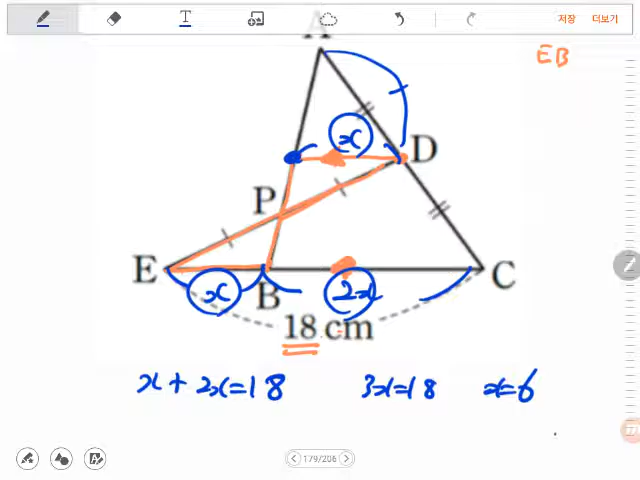 T
저장 더보기
A
EB
x
D
P
E
B
C
x
2x
18 cm
x + 2x = 18 3x = 18 x = 6
179/206